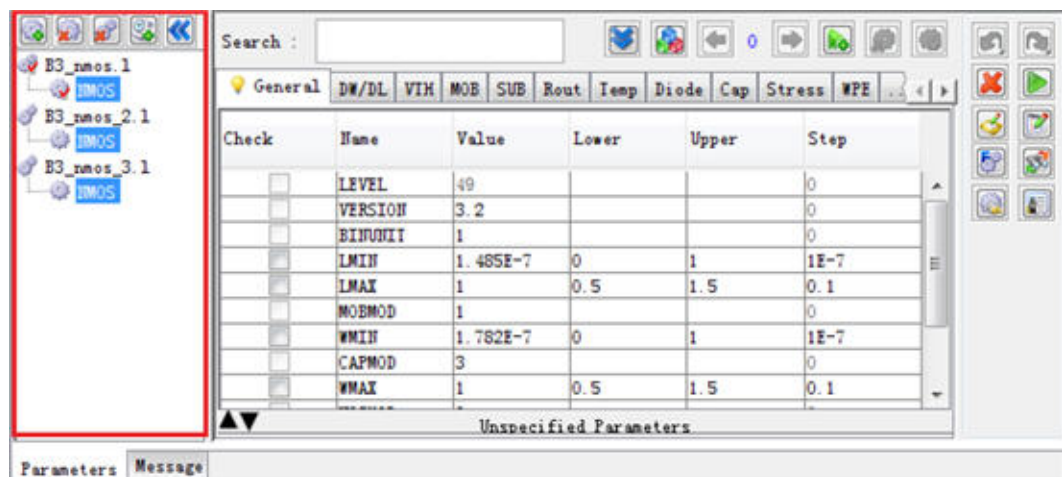 Search :
0
B3_nmos.1
NMOS
B3_nmos_2.1
NMOS
B3_nmos_3.1
NMOS
General DW/DL VTH MOB SUB Rout Temp Diode Cap Stress WPE ..
Check Name Value Lower Upper Step
LEVEL 49 0
VERSION 3.2 0
BINUNIT 1 0
LMIN 1.485E-7 0 1 1E-7
LMAX 1 0.5 1.5 0.1
MOBMOD 1 0
WMIN 1.782E-7 0 1 1E-7
CAPMOD 3 0
WMAX 1 0.5 1.5 0.1
Unspecified Parameters
Parameters Message